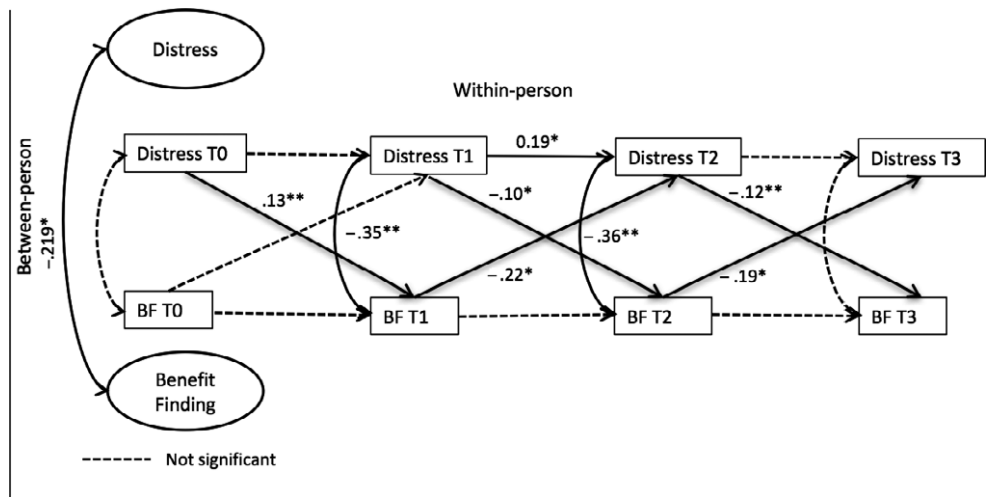 Distress
Within-person
Between-person
−.219*
Distress T0
Distress T1
0.19*
Distress T2
Distress T3
.13**
−.35**
−.10*
−.36**
−.12**
−.22*
−.19*
BF T0
BF T1
BF T2
BF T3
Benefit
Finding
Not significant